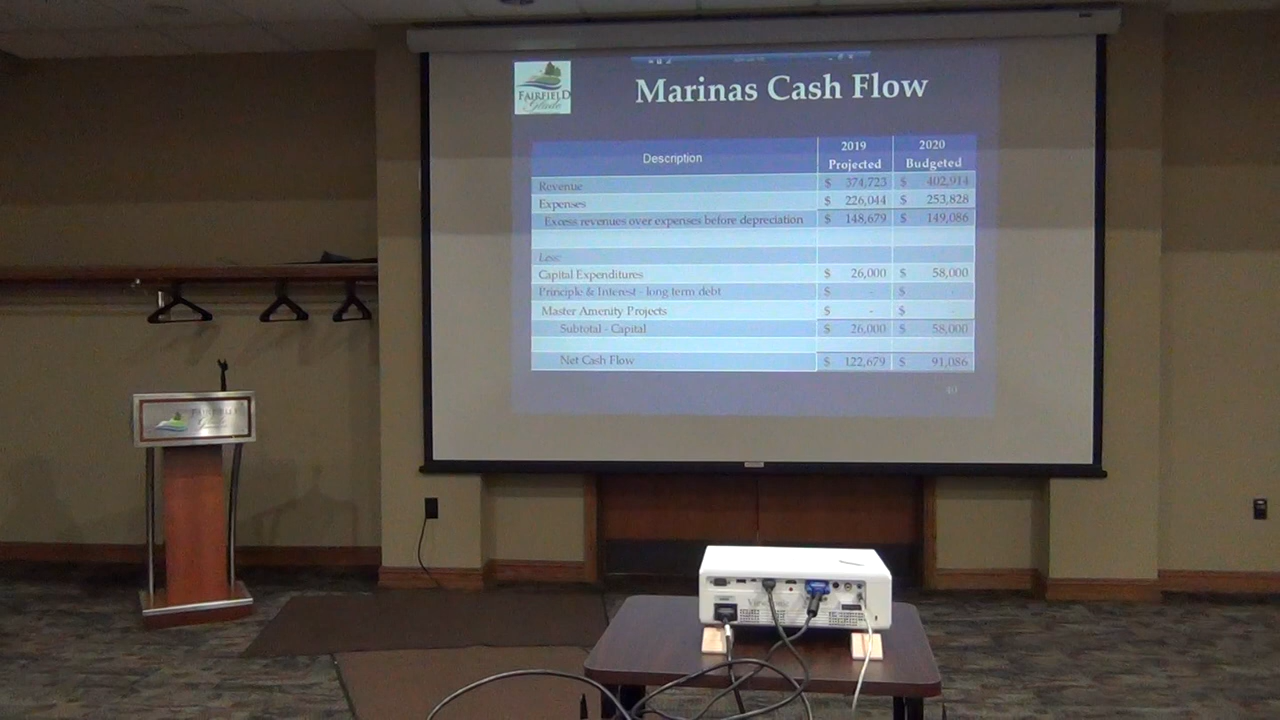 FAIRFIELD
Glade
Marinas Cash Flow
Description 2019 Projected 2020 Budgeted
Revenue $ 374,723 $ 402,914
Expenses $ 226,044 $ 253,828
Excess revenues over expenses before depreciation $ 148,679 $ 149,086
Less:
Capital Expenditures $ 26,000 $ 58,000
Principle & Interest - long term debt $ - $ -
Master Amenity Projects $ - $ -
Subtotal - Capital $ 26,000 $ 58,000
Net Cash Flow $ 122,679 $ 91,086
40
FAIRFIELD
Glade